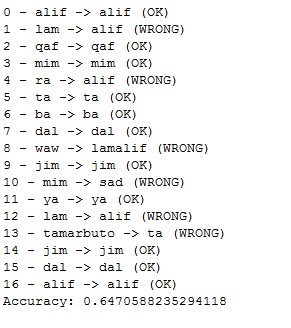 0 - alif -> alif (OK)
1 - lam -> alif (WRONG)
2 - qaf -> qaf (OK)
3 - mim -> mim (OK)
4 - ra -> alif (WRONG)
5 - ta -> ta (OK)
6 - ba -> ba (OK)
7 - dal -> dal (OK)
8 - waw -> lamalif (WRONG)
9 - jim -> jim (OK)
10 - mim -> sad (WRONG)
11 - ya -> ya (OK)
12 - lam -> alif (WRONG)
13 - tamarbuto -> ta (WRONG)
14 - jim -> jim (OK)
15 - dal -> dal (OK)
16 - alif -> alif (OK)
Accuracy: 0.6470588235294118